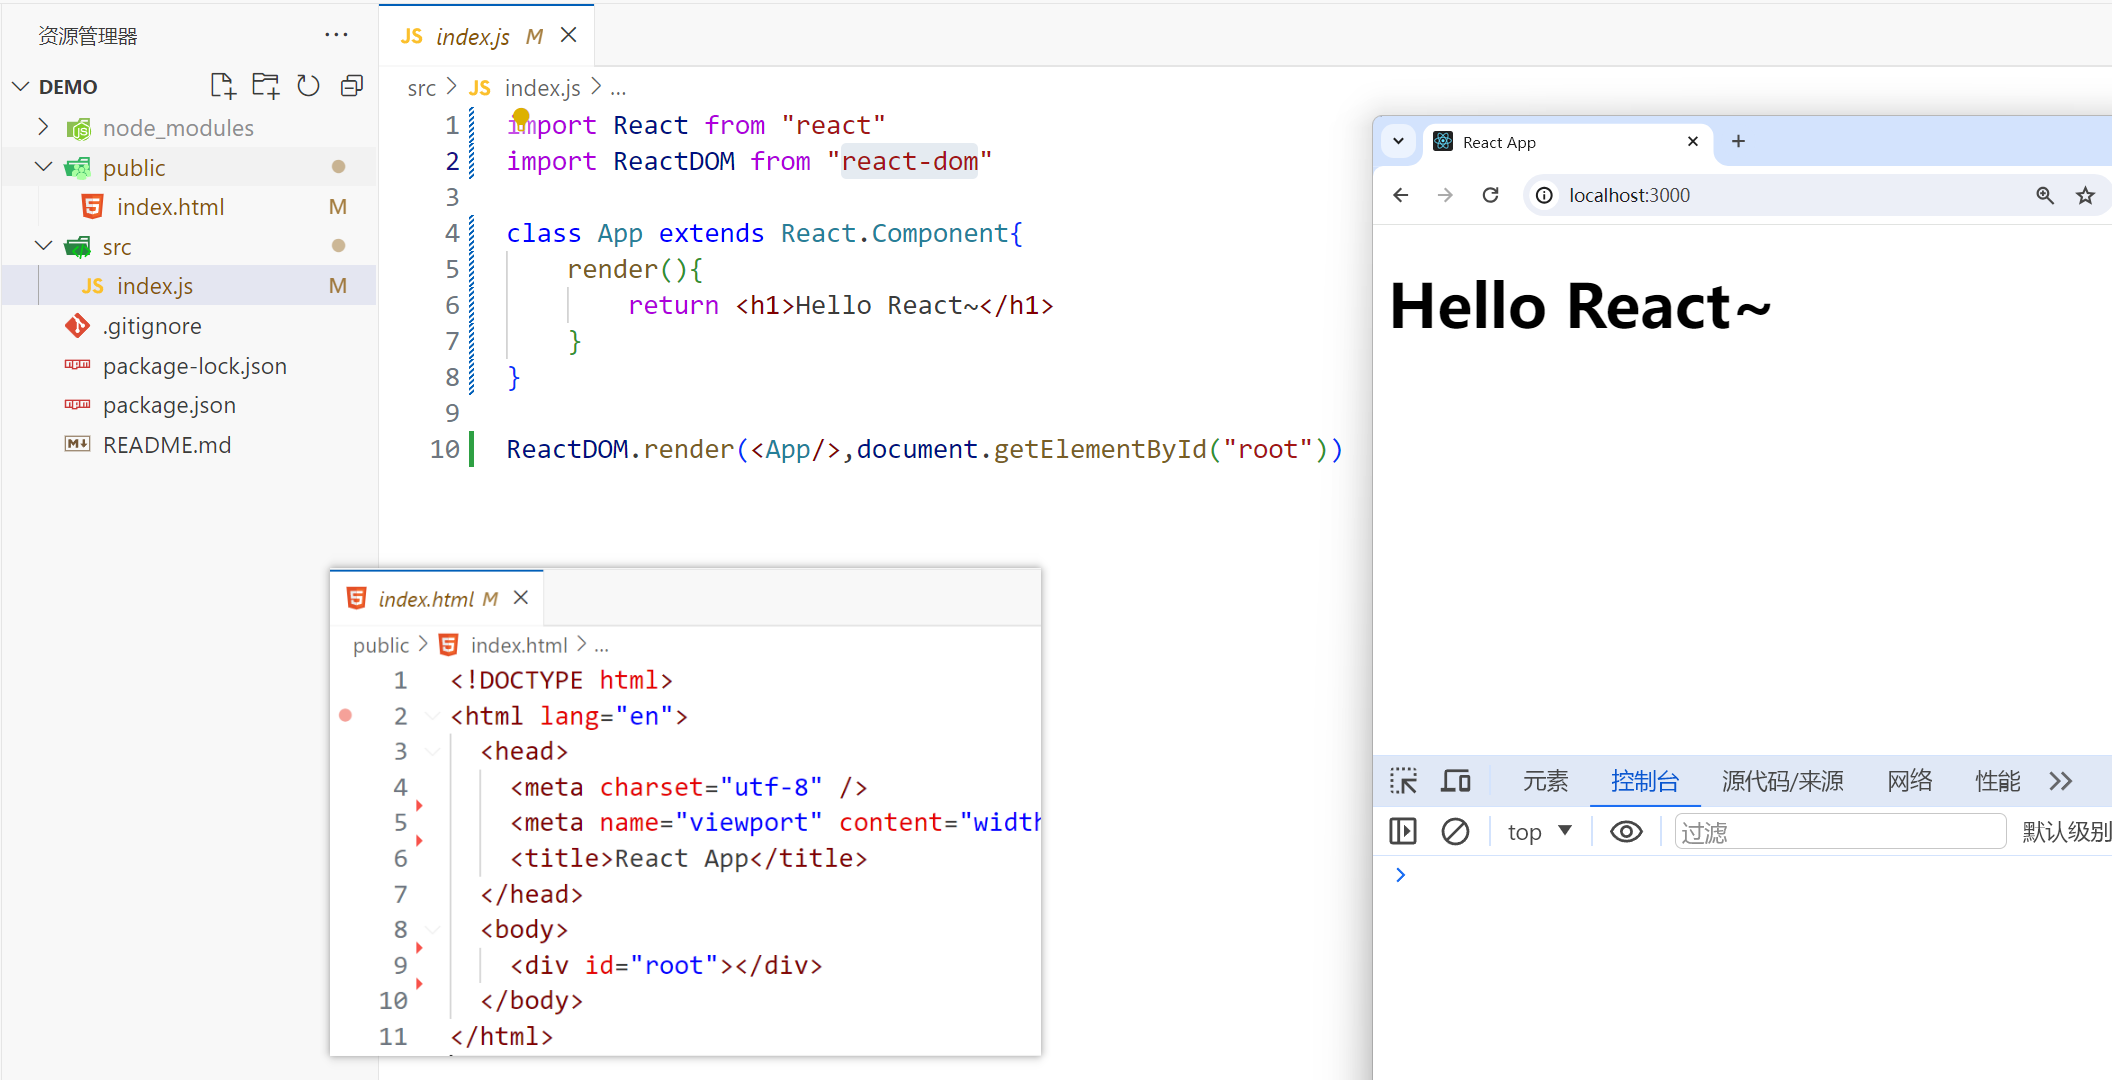 资源管理器
DEMO
node_modules
public
index.html M
src
index.js M
.gitignore
package-lock.json
package.json
README.md
JS index.js M
src > JS index.js > ...
1 import React from "react"
2 import ReactDOM from "react-dom"
3
4 class App extends React.Component{
5 render(){
6 return <h1>Hello React~</h1>
7 }
8 }
9
10 ReactDOM.render(<App/>,document.getElementById("root"))
index.html M
public > index.html > ...
1 <!DOCTYPE html>
2 <html lang="en">
3 <head>
4 <meta charset="utf-8" />
5 <meta name="viewport" content="width
6 <title>React App</title>
7 </head>
8 <body>
9 <div id="root"></div>
10 </body>
11 </html>
React App
localhost:3000
Hello React~
元素 控制台 源代码/来源 网络 性能
top 过滤 默认级别